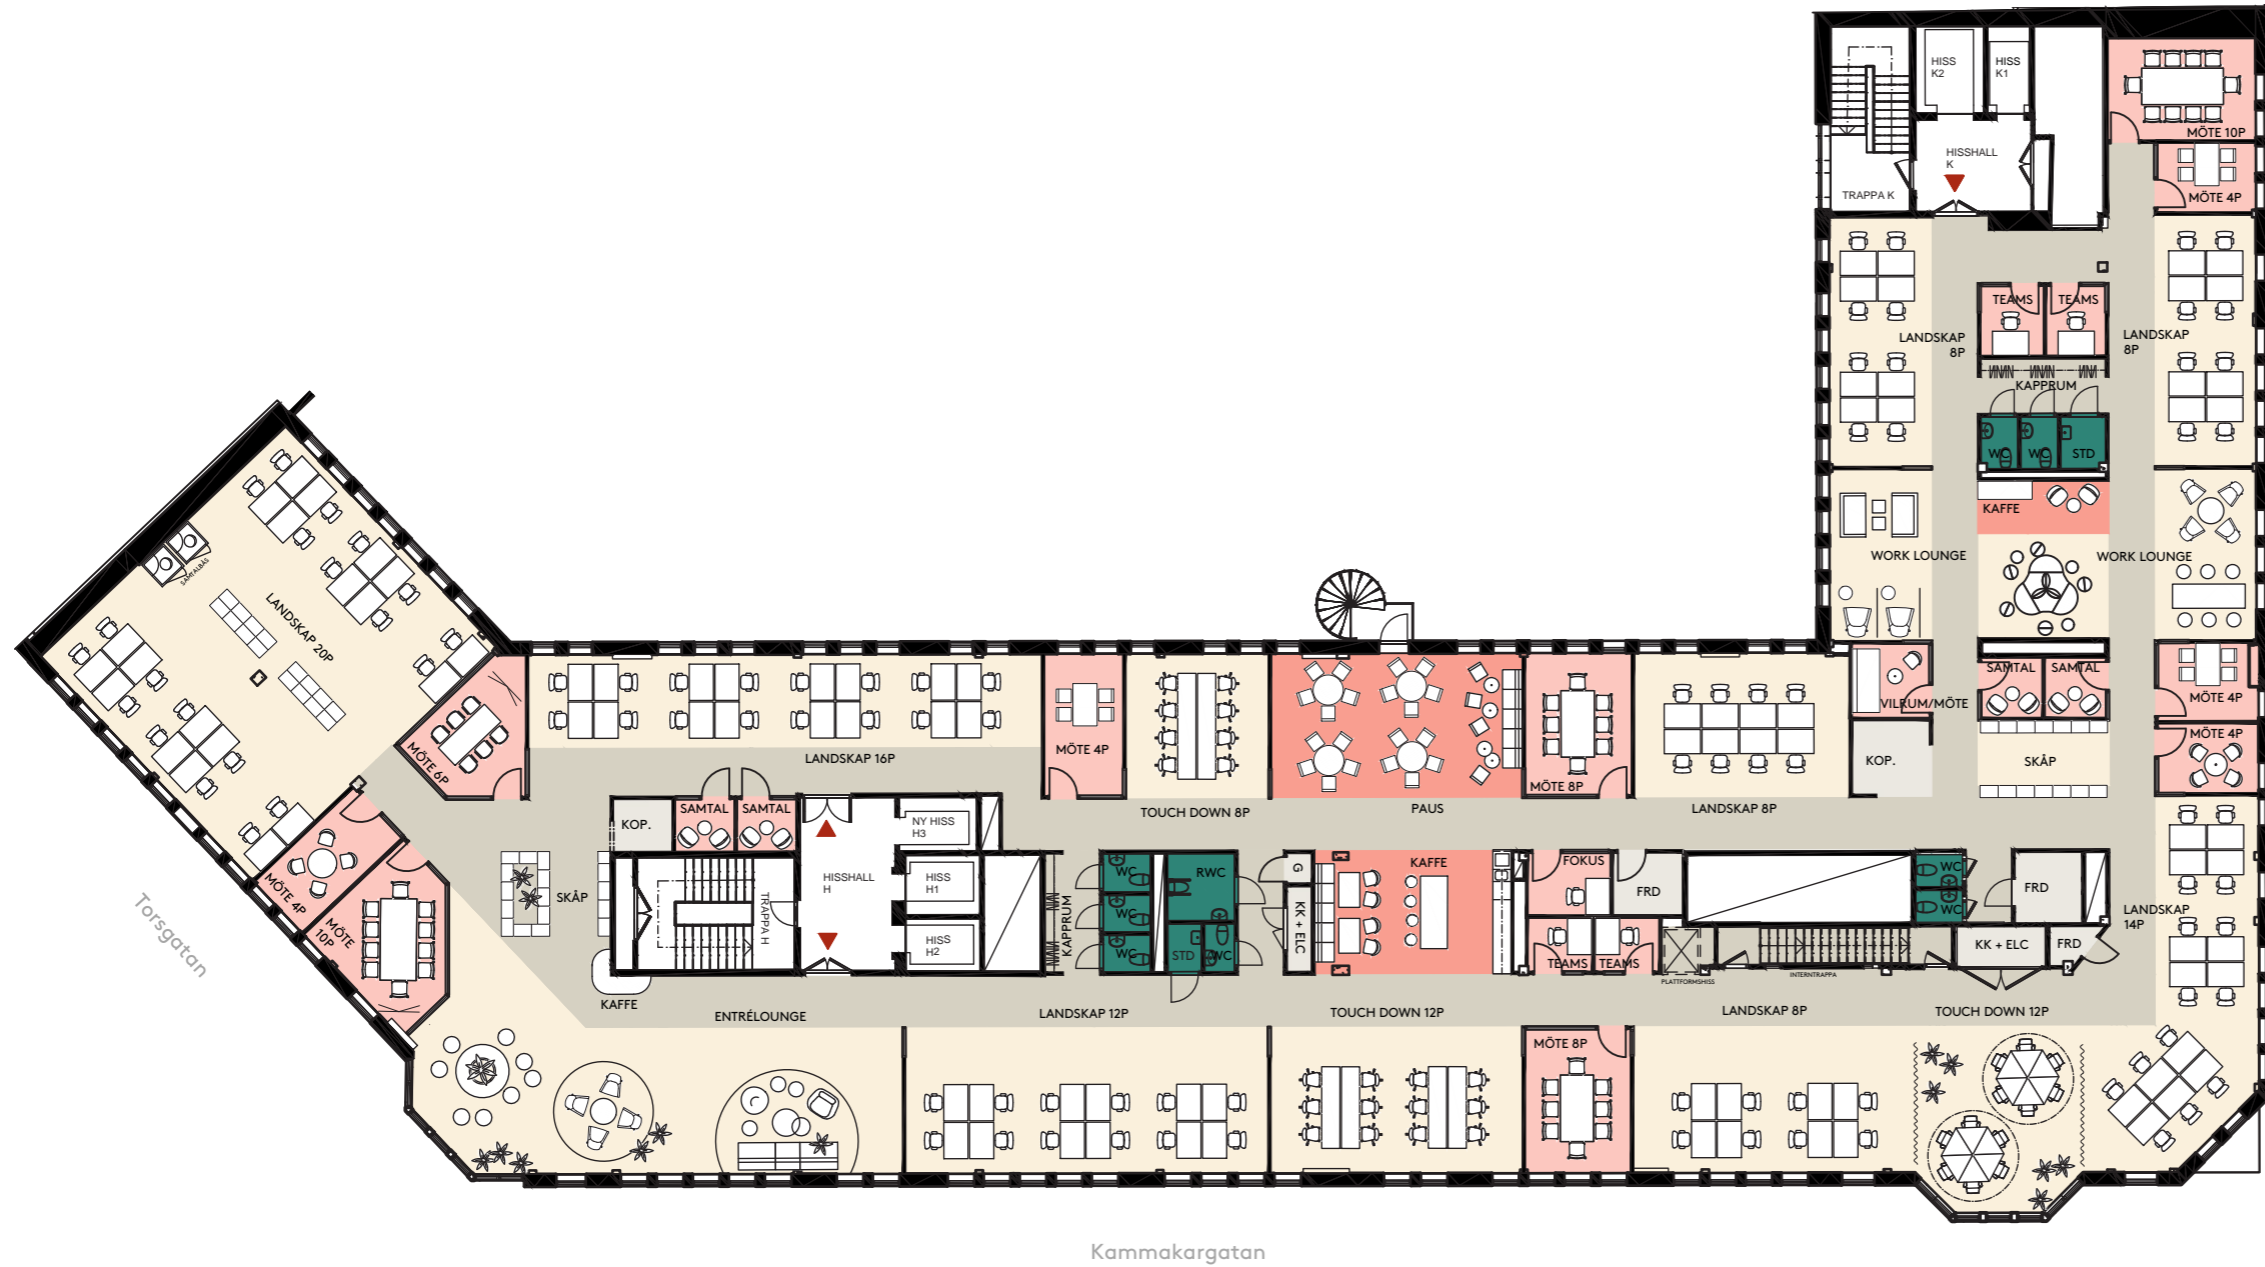 HISS
K2
HISS
K1
HISSHALL
K
TRAPPA K
MÖTE 10P
MÖTE 4P
TEAMS
TEAMS
LANDSKAP
8P
LANDSKAP
8P
KAPPRUM
WC
WC
STD
KAFFE
WORK LOUNGE
WORK LOUNGE
SAMTALBÅS
LANDSKAP 20P
SAMTAL
SAMTAL
VILRUM/MÖTE
MÖTE 4P
MÖTE 4P
KOP.
SKÅP
MÖTE 6P
LANDSKAP 16P
MÖTE 4P
TOUCH DOWN 8P
PAUS
MÖTE 8P
LANDSKAP 8P
KOP.
SAMTAL
SAMTAL
NY HISS
H3
HISSHALL
H
HISS
H1
HISS
H2
TRAPPA H
SKÅP
KAFFE
MÖTE 4P
MÖTE
10P
KAPPRUM
WC
WC
WC
RWC
STD
WC
G
KK + ELC
KAFFE
FOKUS
FRD
TEAMS
TEAMS
PLATTFORMSHISS
INTERNTRAPPA
WC
WC
FRD
KK + ELC
FRD
LANDSKAP
14P
ENTRÉLOUNGE
LANDSKAP 12P
TOUCH DOWN 12P
MÖTE 8P
LANDSKAP 8P
TOUCH DOWN 12P
Torsgatan
Kammakargatan